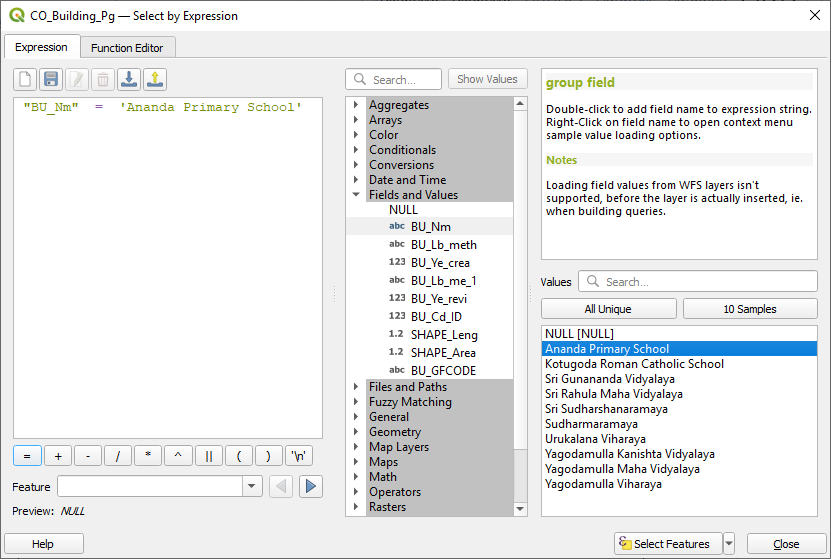 CO_Building_Pg — Select by Expression
Expression
Function Editor
"BU_Nm" = 'Ananda Primary School'
= + - / * ^ || ( ) '\n'
Feature
Preview: NULL
Search...
Show Values
Aggregates
Arrays
Color
Conditionals
Conversions
Date and Time
Fields and Values
NULL
abc BU_Nm
abc BU_Lb_meth
123 BU_Ye_crea
abc BU_Lb_me_1
123 BU_Ye_revi
123 BU_Cd_ID
1.2 SHAPE_Leng
1.2 SHAPE_Area
abc BU_GFCODE
Files and Paths
Fuzzy Matching
General
Geometry
Map Layers
Maps
Math
Operators
Rasters
group field
Double-click to add field name to expression string.
Right-Click on field name to open context menu
sample value loading options.
Notes
Loading field values from WFS layers isn't
supported, before the layer is actually inserted, ie.
when building queries.
Values
Search...
All Unique
10 Samples
NULL [NULL]
Ananda Primary School
Kotugoda Roman Catholic School
Sri Gunananda Vidyalaya
Sri Rahula Maha Vidyalaya
Sri Sudharshanaramaya
Sudharmaramaya
Urukalana Viharaya
Yagodamulla Kanishta Vidyalaya
Yagodamulla Maha Vidyalaya
Yagodamulla Viharaya
Help
Select Features
Close